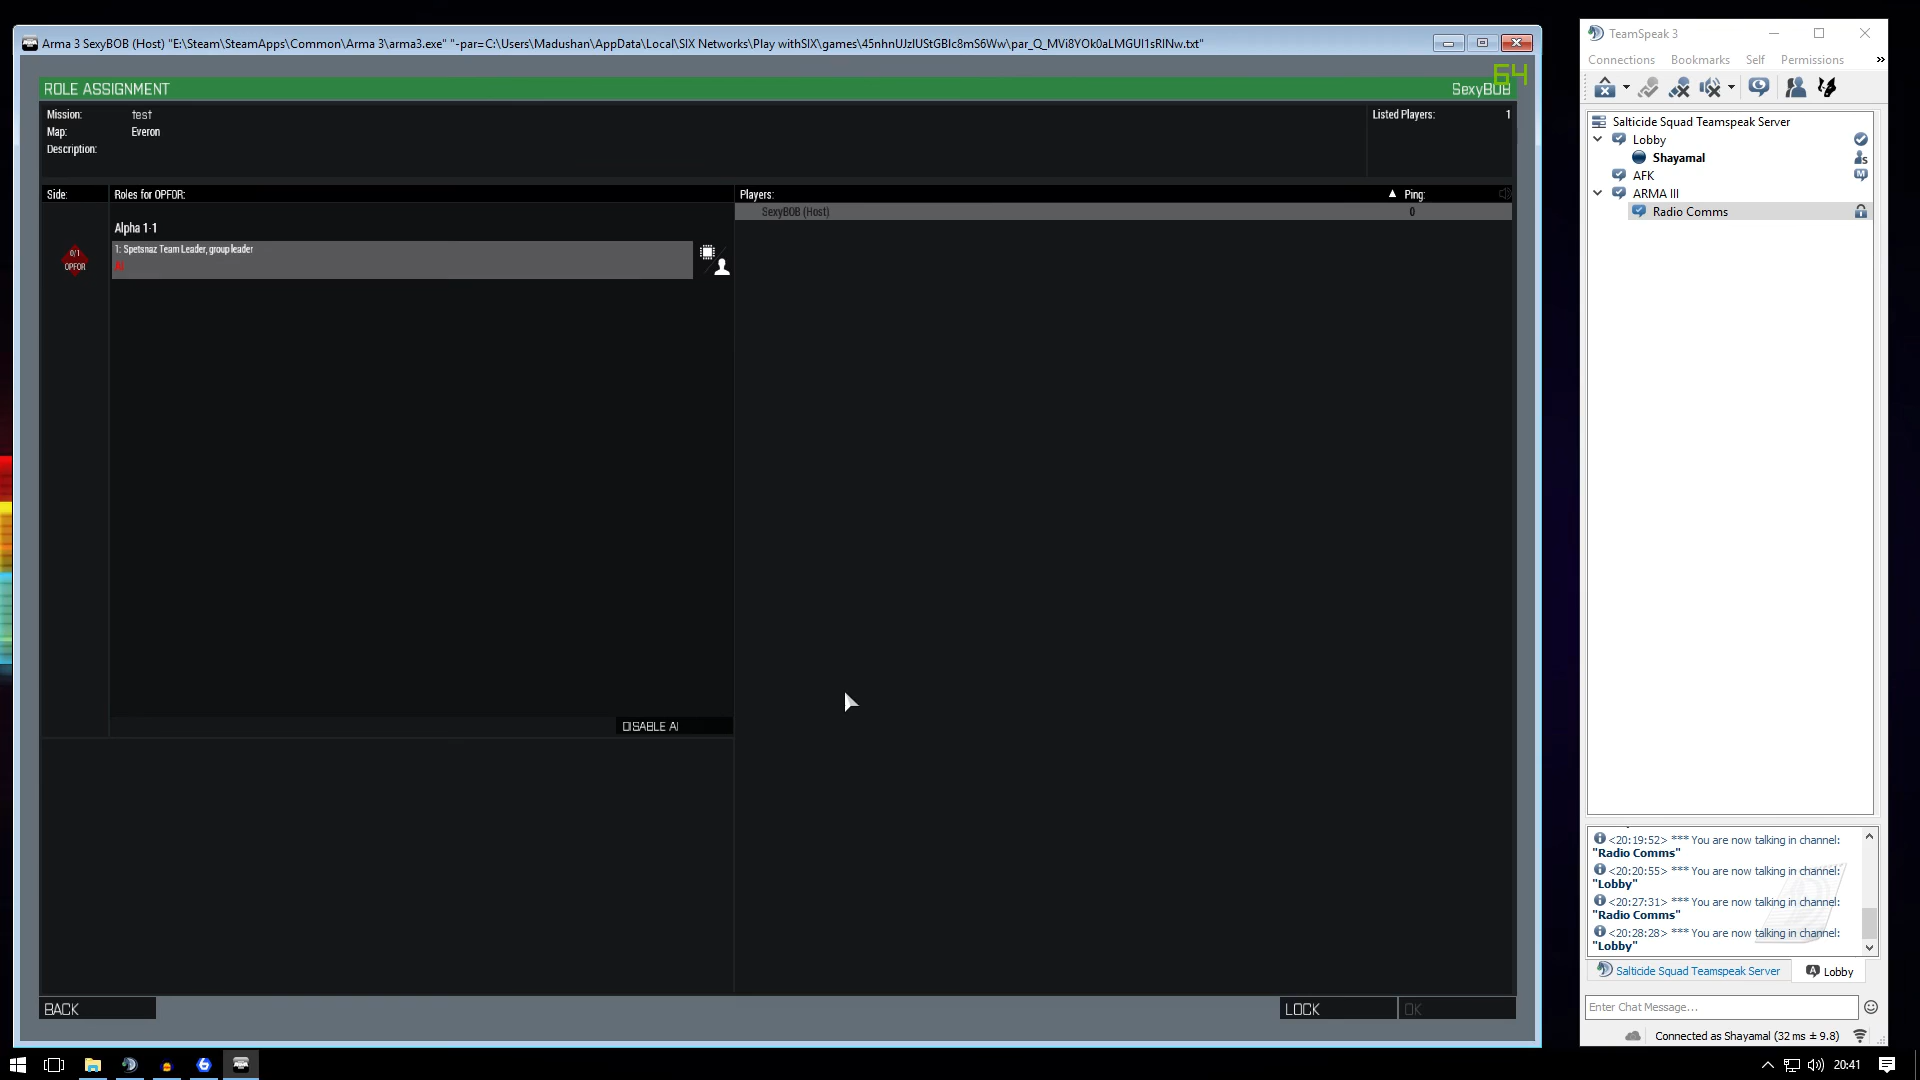 Arma 3 SexyBOB (Host) "E:\Steam\SteamApps\Common\Arma 3\arma3.exe" "-par=C:\Users\Madushan\AppData\Local\SIX Networks\Play withSIX\games\45nhnUJzIUStGBIc8mS6Ww\par_Q_MVi8YOk0aLMGUI1sRINw.txt"
64
ROLE ASSIGNMENT
SexyBOB
Mission: test
Map: Everon
Description:
Listed Players: 1
Side:
Roles for OPFOR:
Players:
Ping:
SexyBOB (Host) 0
Alpha 1-1
0/1
OPFOR
1: Spetsnaz Team Leader, group leader
AI
DISABLE AI
BACK
LOCK
OK
TeamSpeak 3
Connections Bookmarks Self Permissions »
Salticide Squad Teamspeak Server
Lobby
Shayamal
AFK
ARMA III
Radio Comms
<20:19:52> *** You are now talking in channel:
"Radio Comms"
<20:20:55> *** You are now talking in channel:
"Lobby"
<20:27:31> *** You are now talking in channel:
"Radio Comms"
<20:28:28> *** You are now talking in channel:
"Lobby"
Salticide Squad Teamspeak Server
Lobby
Enter Chat Message...
Connected as Shayamal (32 ms ± 9.8)
20:41